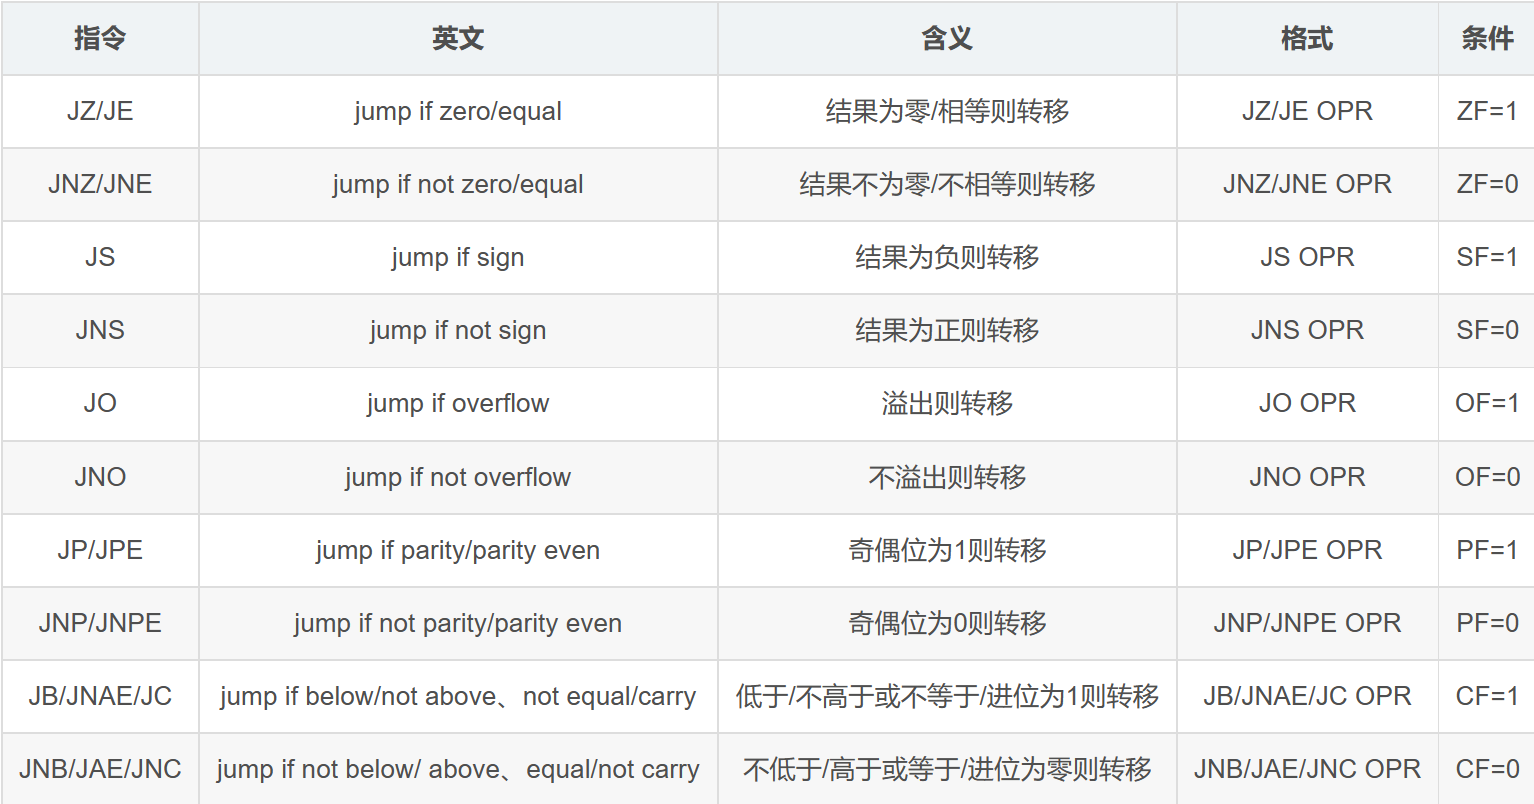 指令 英文 含义 格式 条件
JZ/JE jump if zero/equal 结果为零/相等则转移 JZ/JE OPR ZF=1
JNZ/JNE jump if not zero/equal 结果不为零/不相等则转移 JNZ/JNE OPR ZF=0
JS jump if sign 结果为负则转移 JS OPR SF=1
JNS jump if not sign 结果为正则转移 JNS OPR SF=0
JO jump if overflow 溢出则转移 JO OPR OF=1
JNO jump if not overflow 不溢出则转移 JNO OPR OF=0
JP/JPE jump if parity/parity even 奇偶位为1则转移 JP/JPE OPR PF=1
JNP/JNPE jump if not parity/parity even 奇偶位为0则转移 JNP/JNPE OPR PF=0
JB/JNAE/JC jump if below/not above、not equal/carry 低于/不高于或不等于/进位为1则转移 JB/JNAE/JC OPR CF=1
JNB/JAE/JNC jump if not below/ above、equal/not carry 不低于/高于或等于/进位为零则转移 JNB/JAE/JNC OPR CF=0